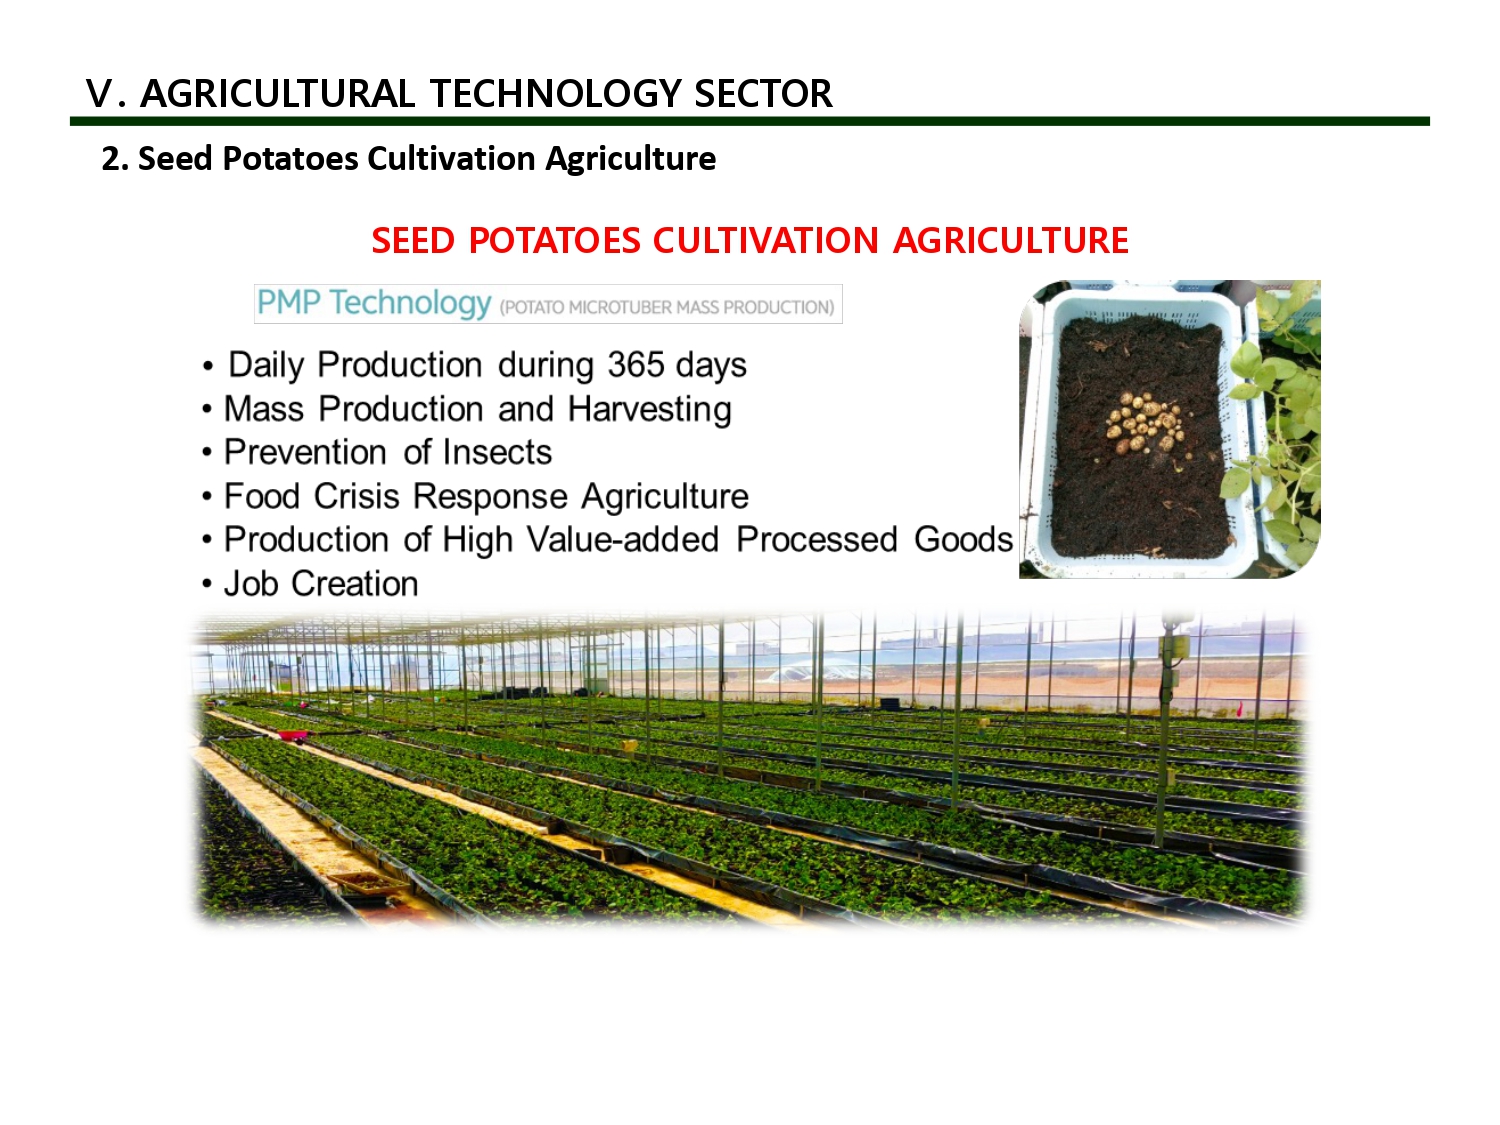 Ⅴ. AGRICULTURAL TECHNOLOGY SECTOR
2. Seed Potatoes Cultivation Agriculture
SEED POTATOES CULTIVATION AGRICULTURE
PMP Technology (POTATO MICROTUBER MASS PRODUCTION)
• Daily Production during 365 days
• Mass Production and Harvesting
• Prevention of Insects
• Food Crisis Response Agriculture
• Production of High Value-added Processed Goods
• Job Creation